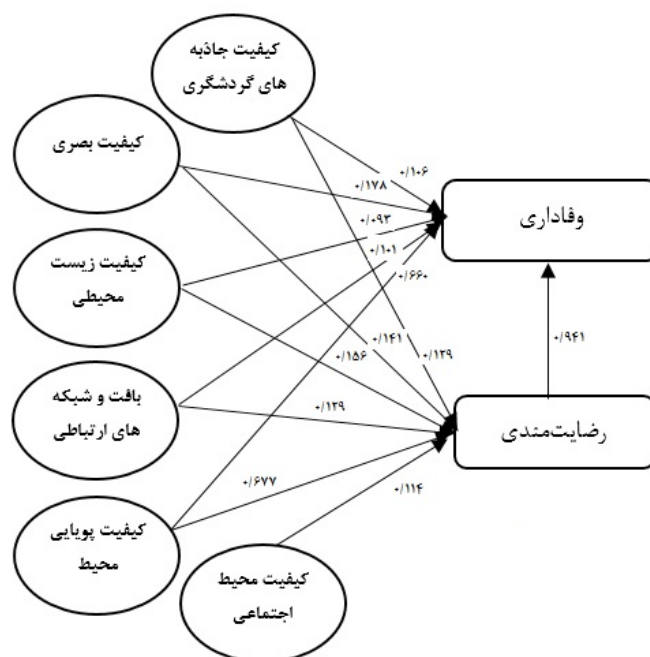 کیفیت جاذبه
های گردشگری
کیفیت بصری
۰/۱۰۶
۰/۱۷۸
وفاداری
۰/۰۹۳
کیفیت زیست
محیطی
۰/۱۰۱
۰/۶۶۰
۰/۱۴۱
۰/۱۳۹
۰/۹۴۱
۰/۱۵۶
بافت و شبکه
های ارتباطی
۰/۱۳۹
رضایت‌مندی
۰/۶۷۷
۰/۱۱۴
کیفیت پویایی
محیط
کیفیت محیط
اجتماعی